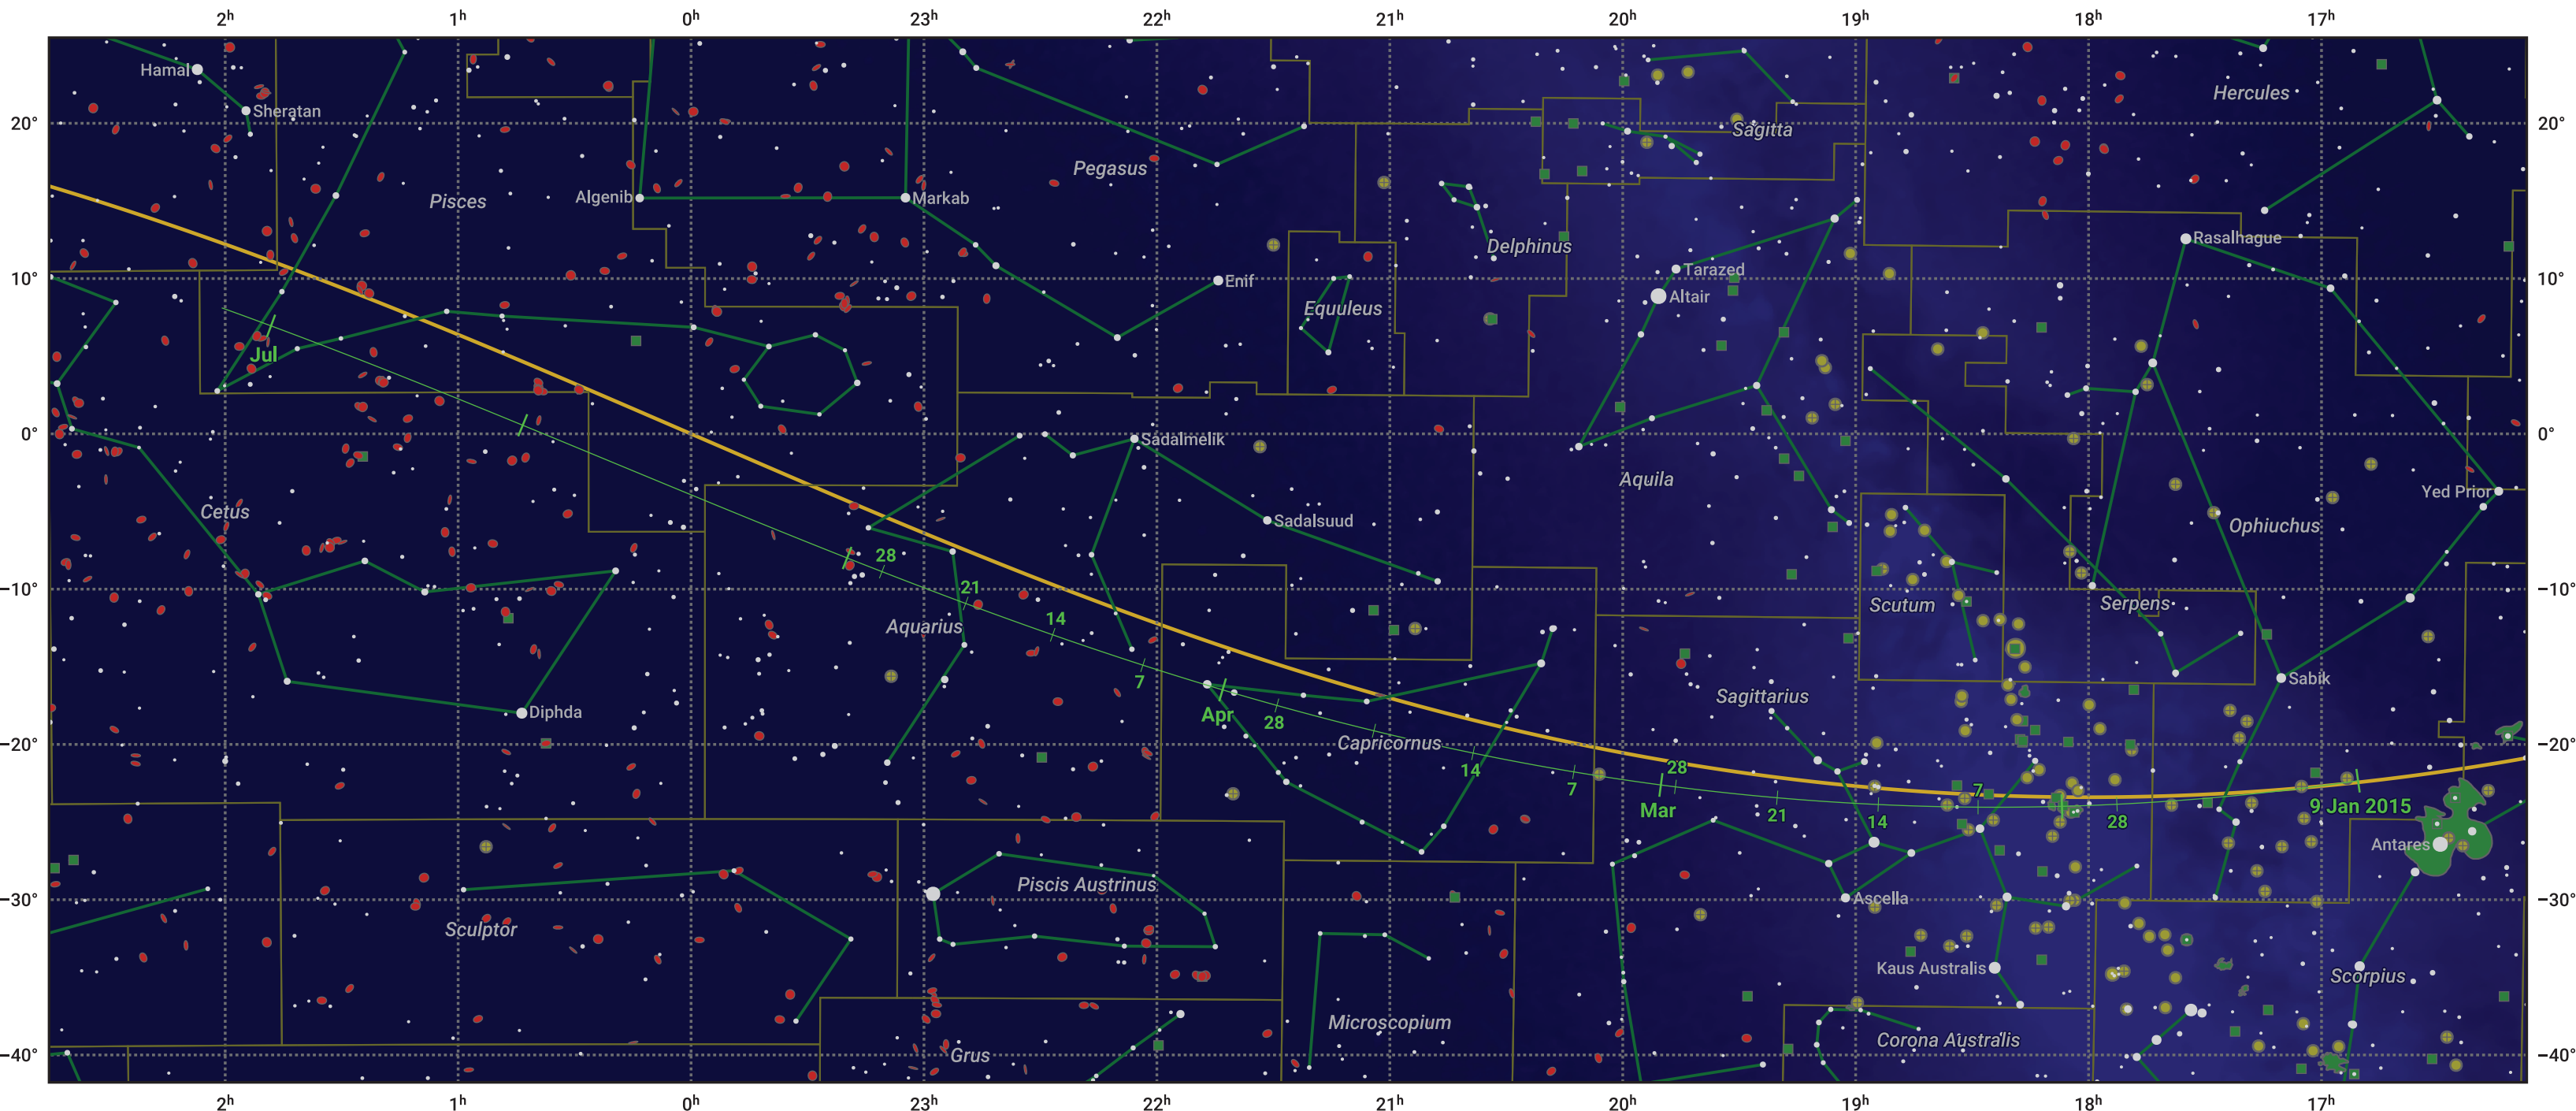 2h 1h 0h 23h 22h 21h 20h 19h 18h 17h
Hamal
Hercules
Sheratan
20° 20°
Sagitta
Pegasus
Pisces
Algenib
Markab
Rasalhague
Delphinus
Tarazed
10° 10°
Enif
Altair
Equuleus
Jul
0° 0°
Sadalmelik
Aquila
Yed Prior
Cetus
Sadalsuud
Ophiuchus
28
−10° −10°
21
Scutum
Serpens
14
Aquarius
7
Sabik
Sagittarius
Diphda
Apr
28
−20° −20°
Capricornus
14
28
7
7
9 Jan 2015
Mar
21
14
28
Antares
Piscis Austrinus
−30° −30°
Ascella
Sculptor
Kaus Australis
Scorpius
Microscopium
Corona Australis
−40° −40°
Grus
2h 1h 0h 23h 22h 21h 20h 19h 18h 17h